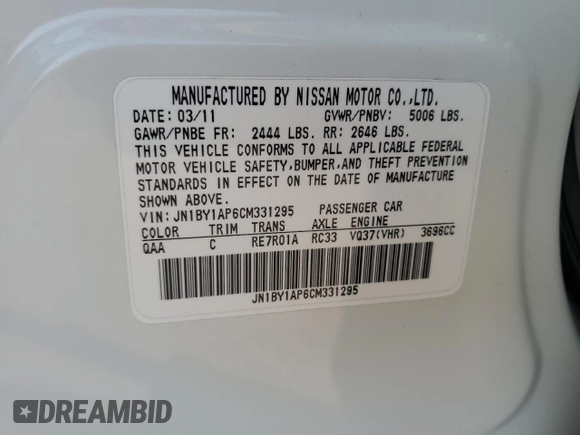 MANUFACTURED BY NISSAN MOTOR CO.,LTD.
DATE: 03/11 GVWR/PNBV: 5006 LBS.
GAWR/PNBE FR: 2444 LBS. RR: 2646 LBS.
THIS VEHICLE CONFORMS TO ALL APPLICABLE FEDERAL
MOTOR VEHICLE SAFETY,BUMPER,AND THEFT PREVENTION
STANDARDS IN EFFECT ON THE DATE OF MANUFACTURE
SHOWN ABOVE.
VIN: JN1BY1AP6CM331295 PASSENGER CAR
COLOR TRIM TRANS AXLE ENGINE
QAA C RE7R01A RC33 VQ37(VHR) 3696CC
JN1BY1AP6CM331295
DREAMBID